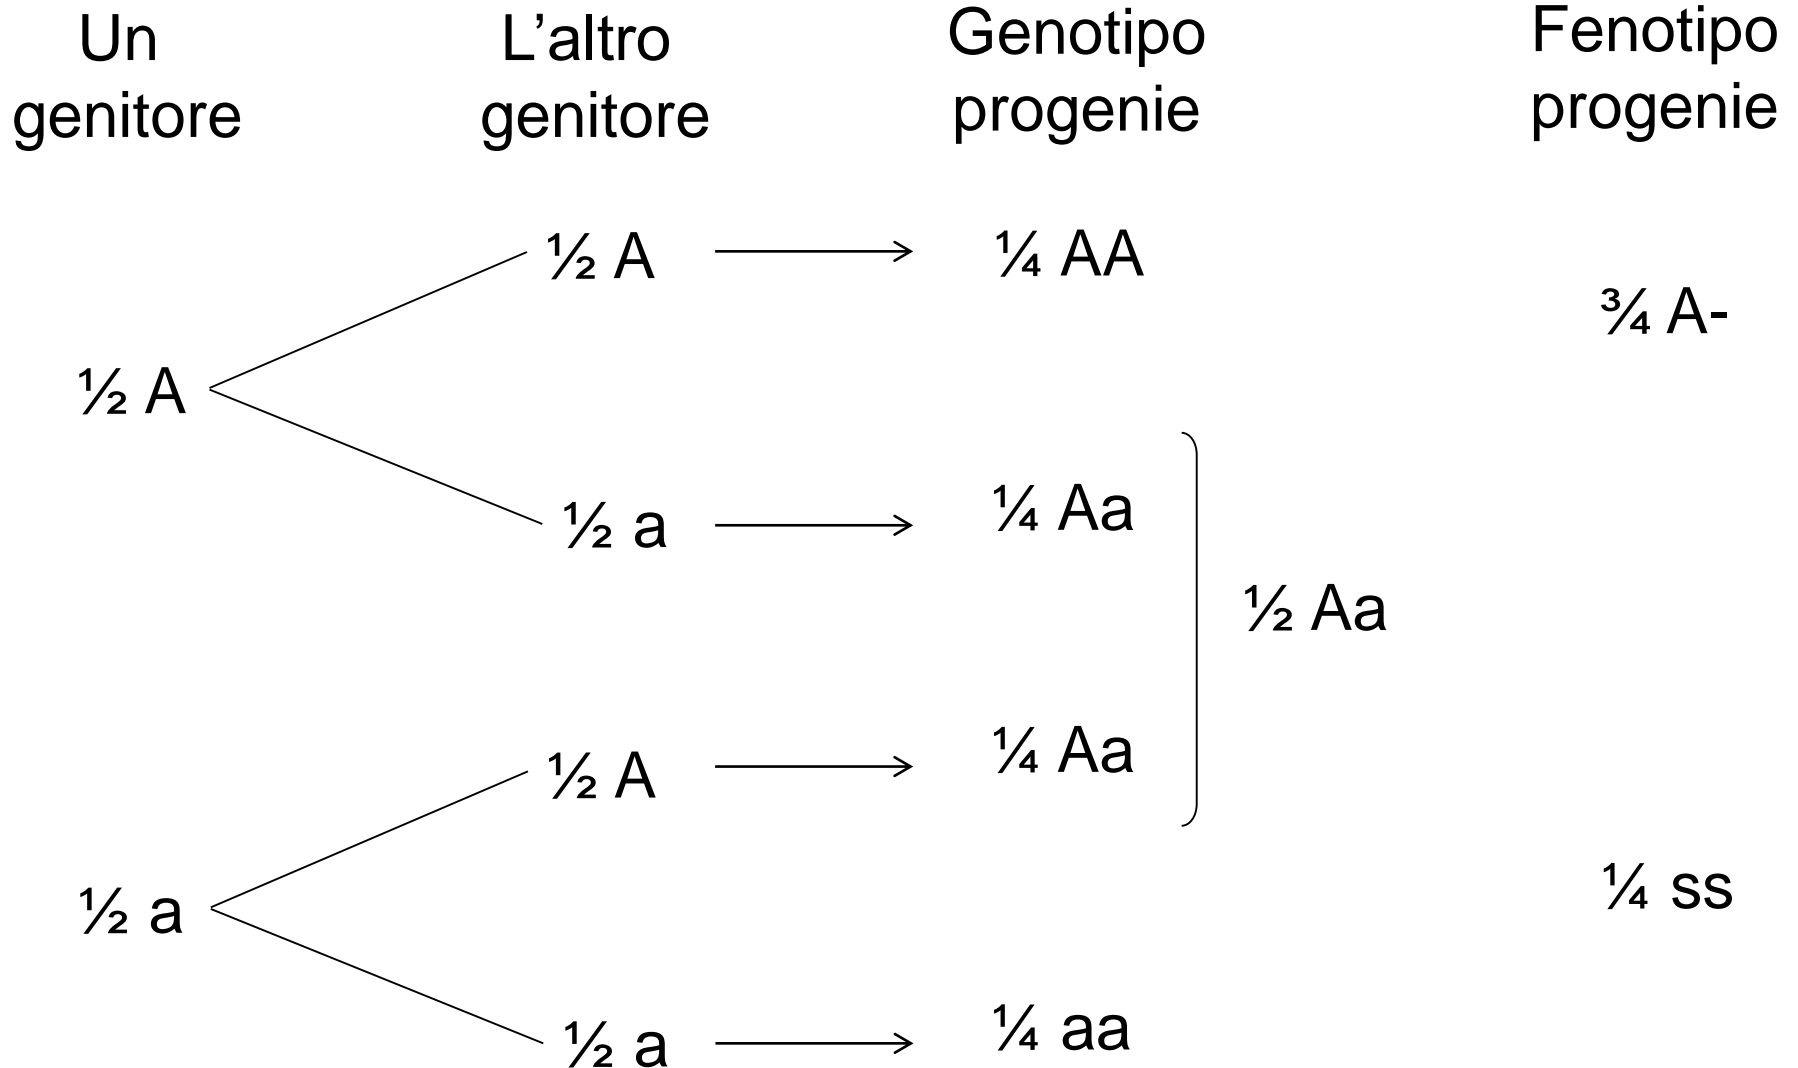 Un
genitore
L’altro
genitore
Genotipo
progenie
Fenotipo
progenie
½ A
½ A
¼ AA
¾ A-
½ a
¼ Aa
½ Aa
½ a
½ A
¼ Aa
¼ ss
½ a
¼ aa